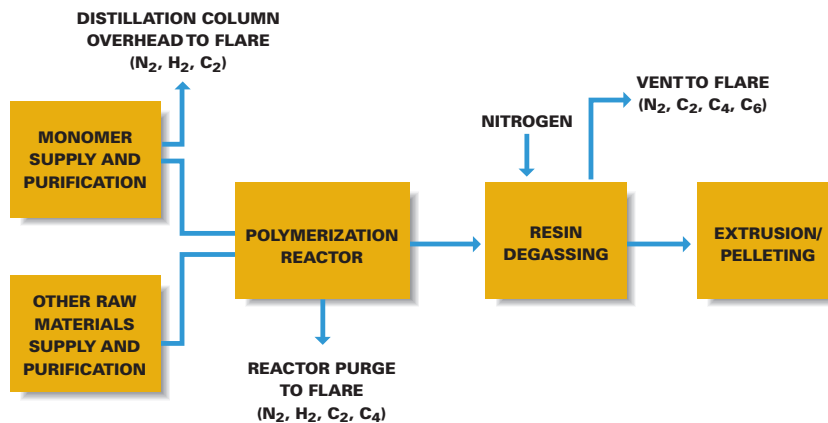 DISTILLATION COLUMN
OVERHEAD TO FLARE
(N₂, H₂, C₂)
MONOMER
SUPPLY AND
PURIFICATION
OTHER RAW
MATERIALS
SUPPLY AND
PURIFICATION
POLYMERIZATION
REACTOR
REACTOR PURGE
TO FLARE
(N₂, H₂, C₂, C₄)
NITROGEN
VENT TO FLARE
(N₂, C₂, C₄, C₆)
RESIN
DEGASSING
EXTRUSION/
PELLETING